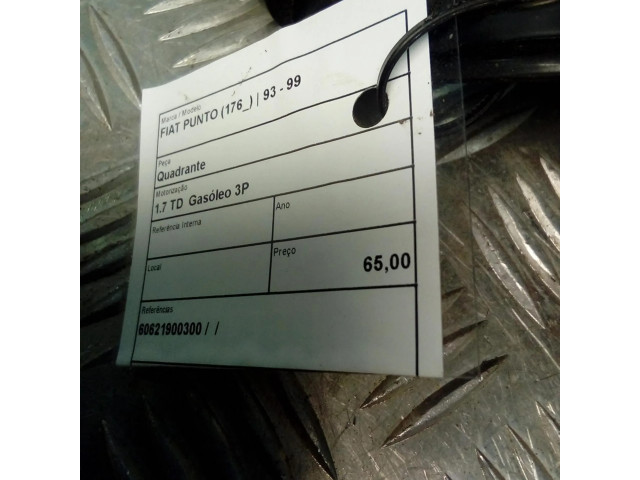 Marca / Modelo
FIAT PUNTO (176_) | 93 - 99
Peça
Quadrante
Motorização
1.7 TD Gasóleo 3P
Referência Interna
Ano
Local
Preço
65,00
Referências
60621900300 / /